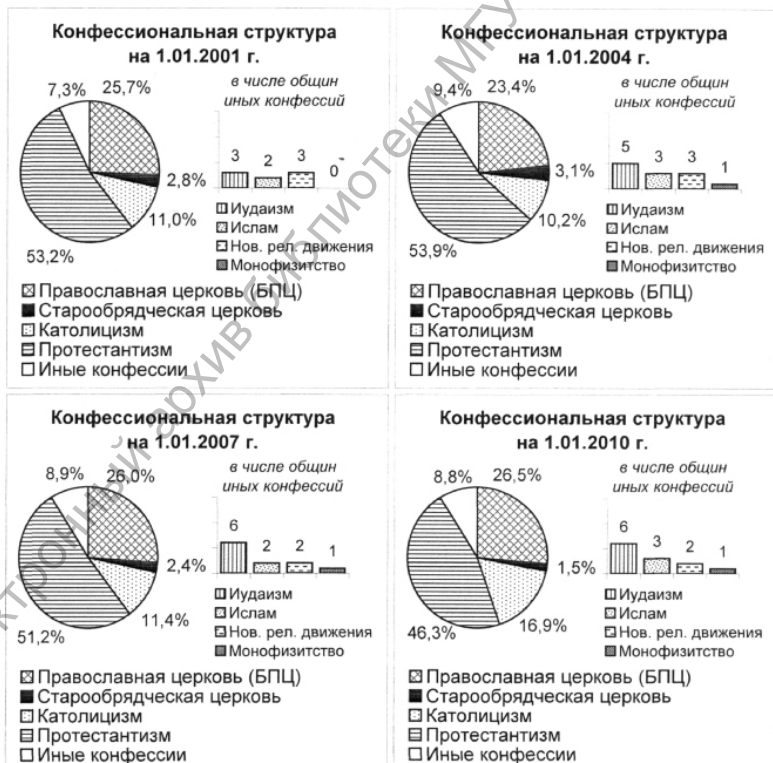 Конфессиональная структура
на 1.01.2001 г.
7,3%
25,7%
2,8%
11,0%
53,2%
в числе общин
иных конфессий
3
2
3
0
Иудаизм
Ислам
Нов. рел. движения
Монофизитство
Православная церковь (БПЦ)
Старообрядческая церковь
Католицизм
Протестантизм
Иные конфессии
Конфессиональная структура
на 1.01.2004 г.
9,4%
23,4%
3,1%
10,2%
53,9%
в числе общин
иных конфессий
5
3
3
1
Иудаизм
Ислам
Нов. рел. движения
Монофизитство
Православная церковь (БПЦ)
Старообрядческая церковь
Католицизм
Протестантизм
Иные конфессии
Конфессиональная структура
на 1.01.2007 г.
8,9%
26,0%
2,4%
11,4%
51,2%
в числе общин
иных конфессий
6
2
2
1
Иудаизм
Ислам
Нов. рел. движения
Монофизитство
Православная церковь (БПЦ)
Старообрядческая церковь
Католицизм
Протестантизм
Иные конфессии
Конфессиональная структура
на 1.01.2010 г.
8,8%
26,5%
1,5%
16,9%
46,3%
в числе общин
иных конфессий
6
3
2
1
Иудаизм
Ислам
Нов. рел. движения
Монофизитство
Православная церковь (БПЦ)
Старообрядческая церковь
Католицизм
Протестантизм
Иные конфессии
архив библиотеки МГУ